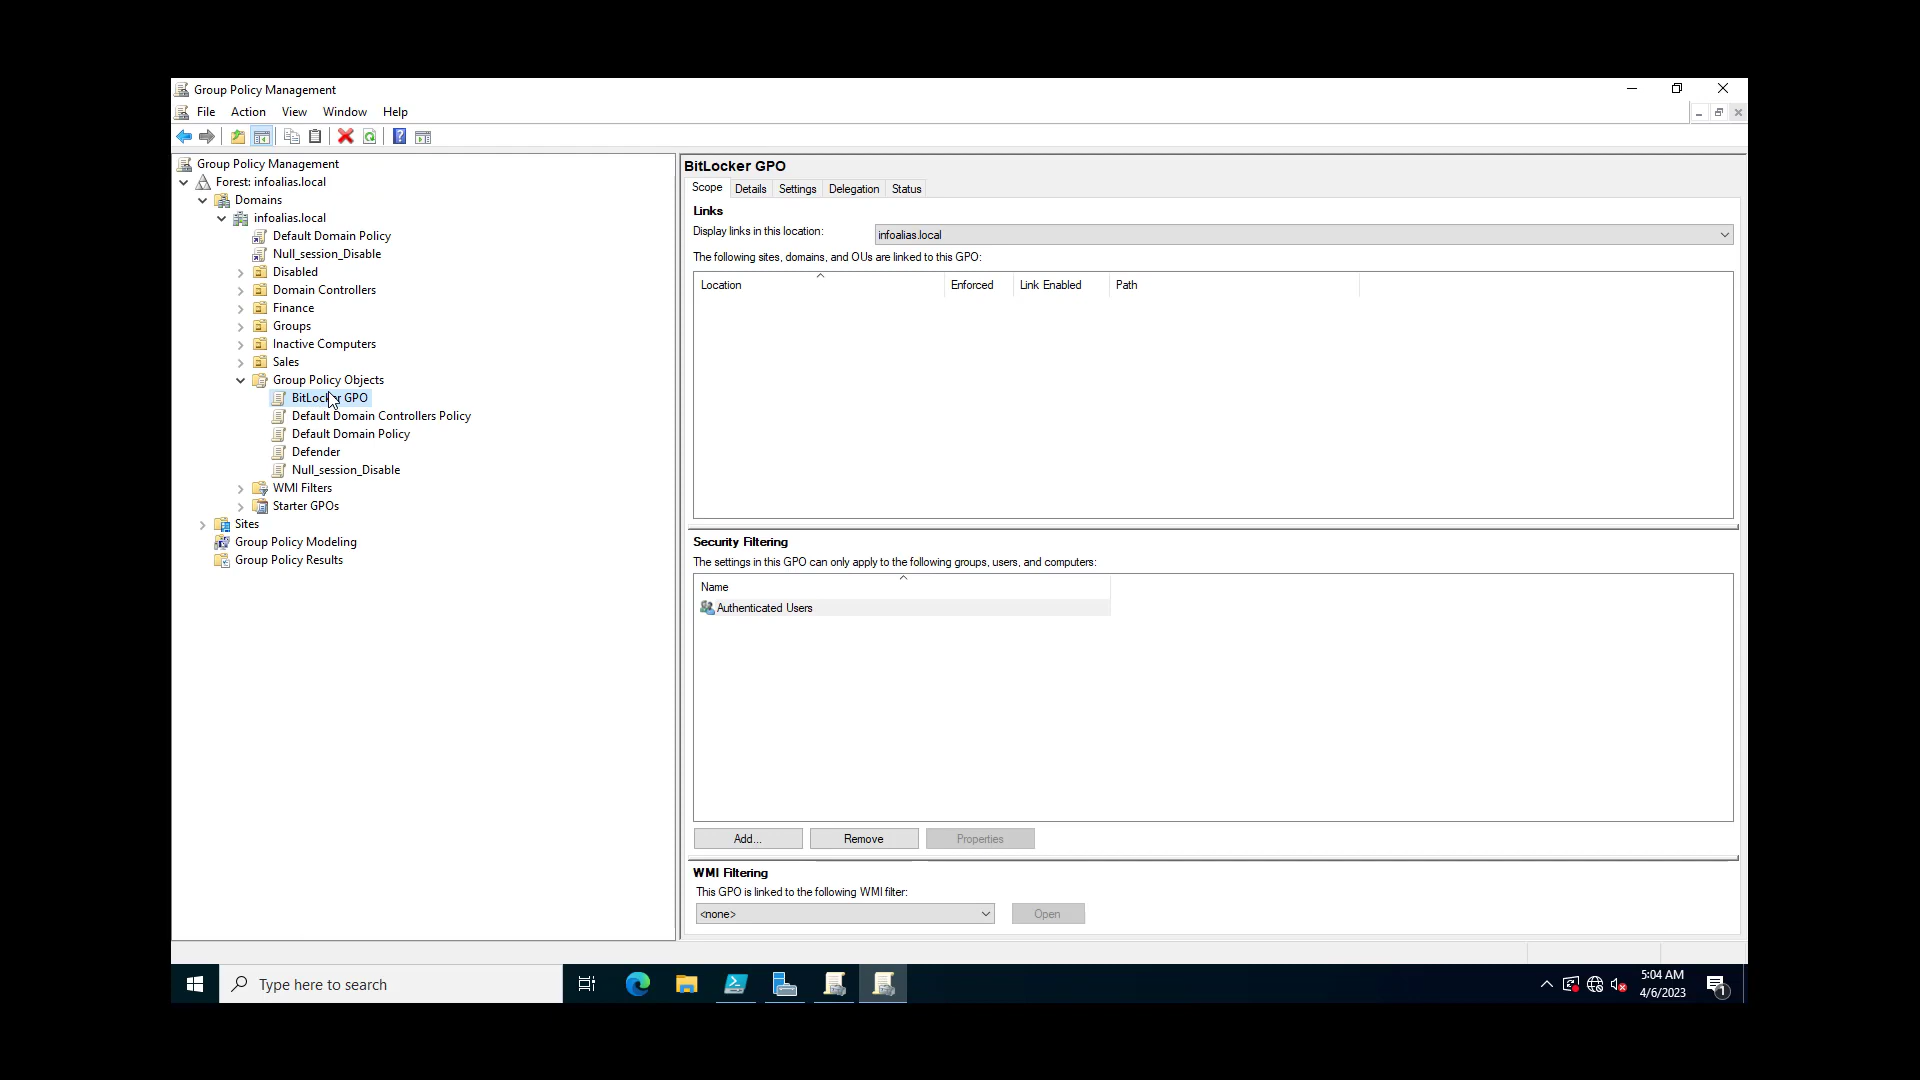 Group Policy Management
File Action View Window Help
Group Policy Management
Forest: infoalias.local
Domains
infoalias.local
Default Domain Policy
Null_session_Disable
Disabled
Domain Controllers
Finance
Groups
Inactive Computers
Sales
Group Policy Objects
BitLocker GPO
Default Domain Controllers Policy
Default Domain Policy
Defender
Null_session_Disable
WMI Filters
Starter GPOs
Sites
Group Policy Modeling
Group Policy Results
BitLocker GPO
Scope Details Settings Delegation Status
Links
Display links in this location: infoalias.local
The following sites, domains, and OUs are linked to this GPO:
Location Enforced Link Enabled Path
Security Filtering
The settings in this GPO can only apply to the following groups, users, and computers:
Name
Authenticated Users
Add... Remove Properties
WMI Filtering
This GPO is linked to the following WMI filter:
<none> Open
Type here to search
5:04 AM
4/6/2023
1